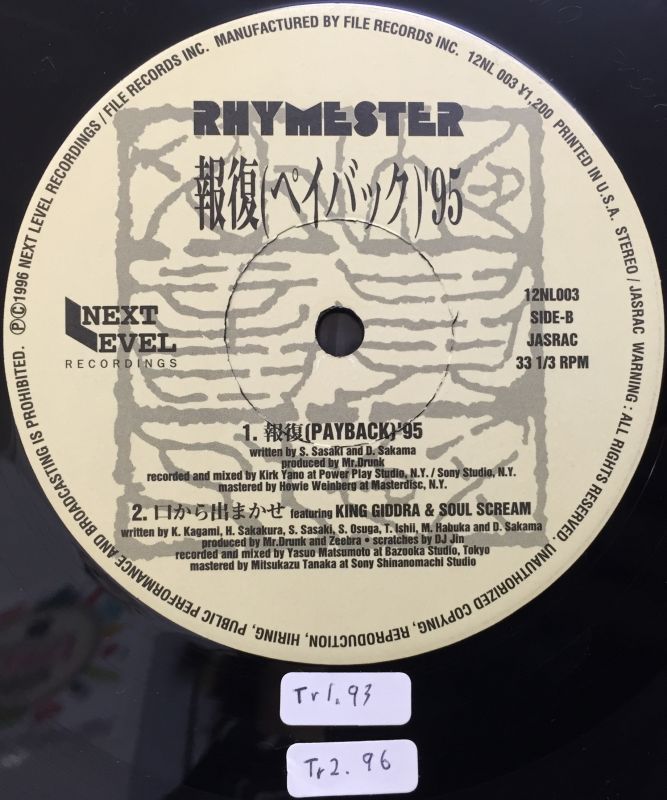 MANUFACTURED BY FILE RECORDS INC. 12NL 003 ¥1,200 PRINTED IN U.S.A. STEREO / JASRAC WARNING : ALL RIGHTS RESERVED. UNAUTHORIZED COPYING, REPRODUCTION, HIRING, PUBLIC PERFORMANCE AND BROADCASTING IS PROHIBITED. ℗©1996 NEXT LEVEL RECORDINGS / FILE RECORDS INC.
RHYMESTER
報復(ペイバック)'95
NEXT
LEVEL
RECORDINGS
12NL003
SIDE-B
JASRAC
33 1/3 RPM
1. 報復(PAYBACK)'95
written by S. Sasaki and D. Sakama
produced by Mr.Drunk
recorded and mixed by Kirk Yano at Power Play Studio, N.Y. / Sony Studio, N.Y.
mastered by Howie Weinberg at Masterdisc, N.Y.
2. 口から出まかせ featuring KING GIDDRA & SOUL SCREAM
written by K. Kagami, H. Sakakura, S. Sasaki, S. Osuga, T. Ishii, M. Habuka and D. Sakama
produced by Mr.Drunk and Zeebra • scratches by DJ Jin
recorded and mixed by Yasuo Matsumoto at Bazooka Studio, Tokyo
mastered by Mitsukazu Tanaka at Sony Shinanomachi Studio
Tr1.93
Tr2.96